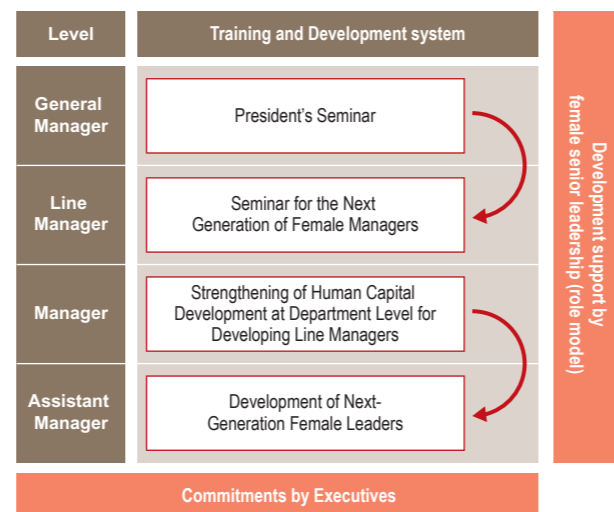 Level
Training and Development system
General
Manager
President's Seminar
Line
Manager
Seminar for the Next
Generation of Female Managers
Manager
Strengthening of Human Capital
Development at Department Level for
Developing Line Managers
Assistant
Manager
Development of Next-
Generation Female Leaders
Development support by
female senior leadership (role model)
Commitments by Executives